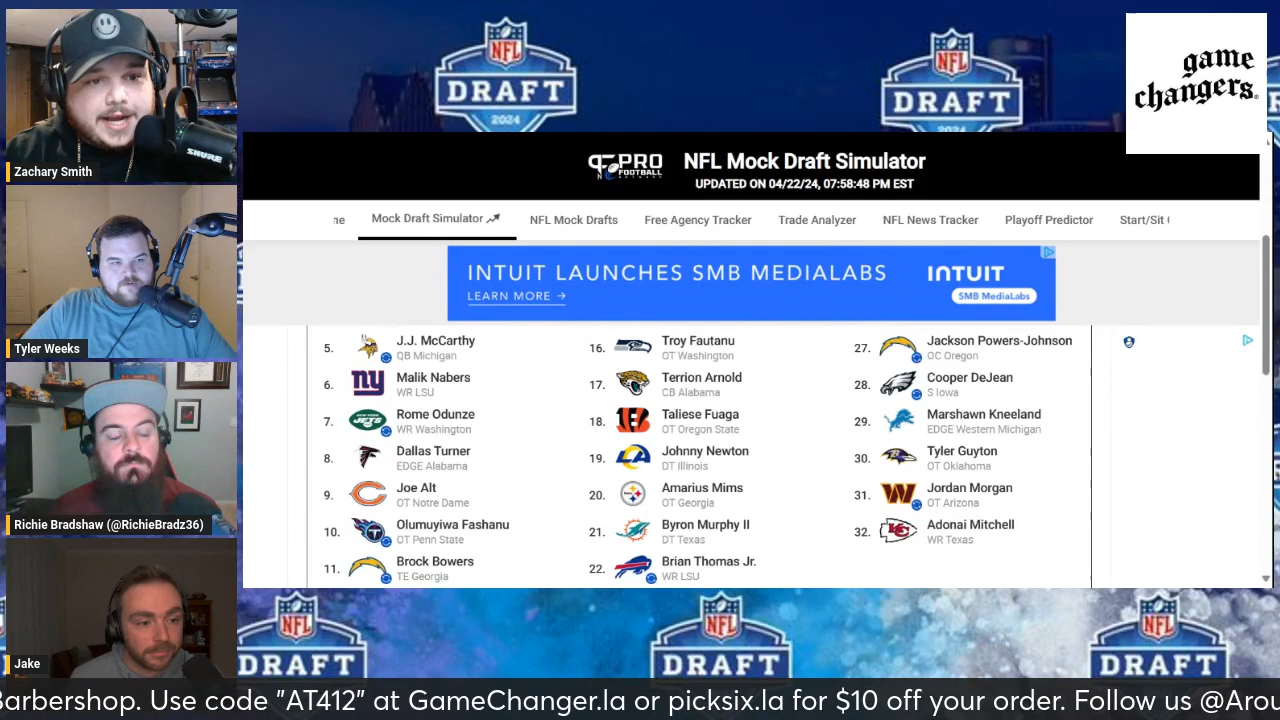 NFL
DRAFT
2024
NFL
DRAFT
2024
game
changers®
SHURE
Zachary Smith
Tyler Weeks
Richie Bradshaw (@RichieBradz36)
Jake
PRO
FOOTBALL
NETWORK
NFL Mock Draft Simulator
UPDATED ON 04/22/24, 07:58:48 PM EST
ne
Mock Draft Simulator
NFL Mock Drafts
Free Agency Tracker
Trade Analyzer
NFL News Tracker
Playoff Predictor
Start/Sit
INTUIT LAUNCHES SMB MEDIALABS
LEARN MORE →
INTUIT
SMB MediaLabs
5. J.J. McCarthy
QB Michigan
6. Malik Nabers
WR LSU
7. Rome Odunze
WR Washington
8. Dallas Turner
EDGE Alabama
9. Joe Alt
OT Notre Dame
10. Olumuyiwa Fashanu
OT Penn State
11. Brock Bowers
TE Georgia
16. Troy Fautanu
OT Washington
17. Terrion Arnold
CB Alabama
18. Taliese Fuaga
OT Oregon State
19. Johnny Newton
DT Illinois
20. Amarius Mims
OT Georgia
21. Byron Murphy II
DT Texas
22. Brian Thomas Jr.
WR LSU
27. Jackson Powers-Johnson
OC Oregon
28. Cooper DeJean
S Iowa
29. Marshawn Kneeland
EDGE Western Michigan
30. Tyler Guyton
OT Oklahoma
31. Jordan Morgan
OT Arizona
32. Adonai Mitchell
WR Texas
NFL
DRAFT
NFL
DRAFT
NFL
DRAFT
Barbershop. Use code "AT412" at GameChanger.la or picksix.la for $10 off your order. Follow us @Arou